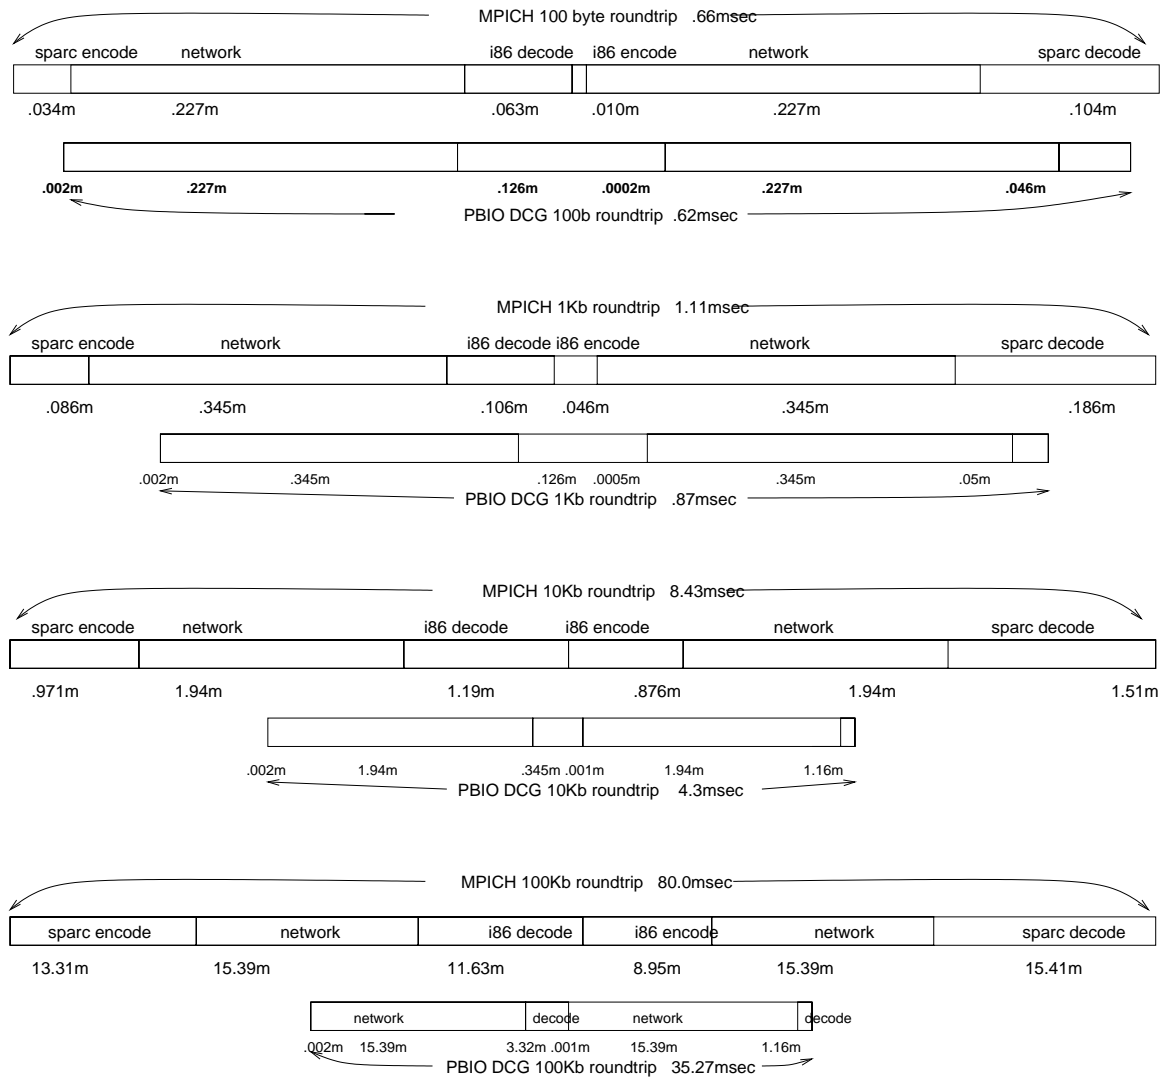 MPICH 100 byte roundtrip .66msec
sparc encode network i86 decode i86 encode network sparc decode
.034m .227m .063m .010m .227m .104m
.002m .227m .126m .0002m .227m .046m
PBIO DCG 100b roundtrip .62msec
MPICH 1Kb roundtrip 1.11msec
sparc encode network i86 decode i86 encode network sparc decode
.086m .345m .106m .046m .345m .186m
.002m .345m .126m .0005m .345m .05m
PBIO DCG 1Kb roundtrip .87msec
MPICH 10Kb roundtrip 8.43msec
sparc encode network i86 decode i86 encode network sparc decode
.971m 1.94m 1.19m .876m 1.94m 1.51m
.002m 1.94m .345m .001m 1.94m 1.16m
PBIO DCG 10Kb roundtrip 4.3msec
MPICH 100Kb roundtrip 80.0msec
sparc encode network i86 decode i86 encode network sparc decode
13.31m 15.39m 11.63m 8.95m 15.39m 15.41m
network decode network decode
.002m 15.39m 3.32m .001m 15.39m 1.16m
PBIO DCG 100Kb roundtrip 35.27msec